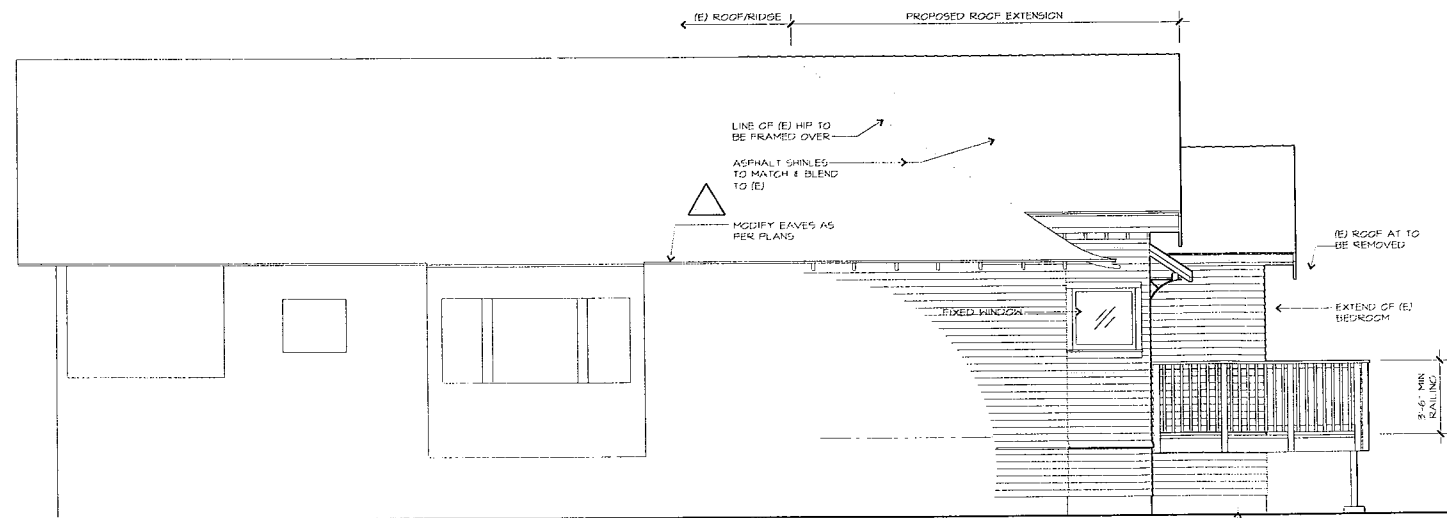 (E) ROOF/RIDGE
PROPOSED ROOF EXTENSION
LINE OF (E) HIP TO
BE FRAMED OVER
ASPHALT SHINLES
TO MATCH & BLEND
TO (E)
MODIFY EAVES AS
PER PLANS
(E) ROOF AT TO
BE REMOVED
FIXED WINDOW
EXTEND OF (E)
BEDROOM
3'-6" MIN
RAILING